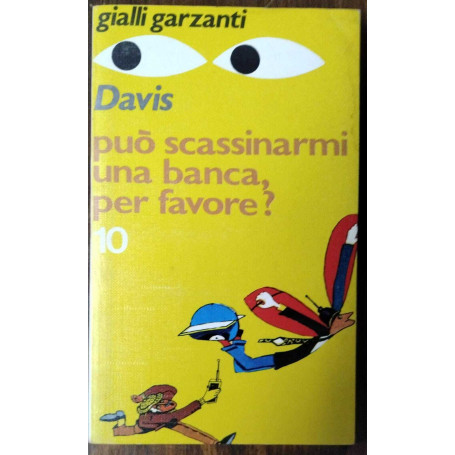 gialli garzanti
Davis
può scassinarmi
una banca,
per favore?
10